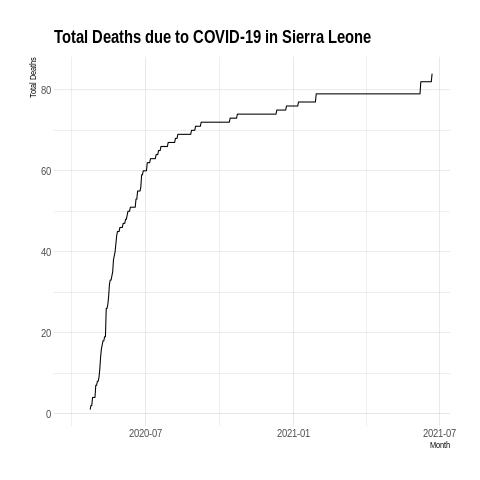 Total Deaths due to COVID-19 in Sierra Leone
Total Deaths
80
60
40
20
0
2020-07
2021-01
2021-07
Month